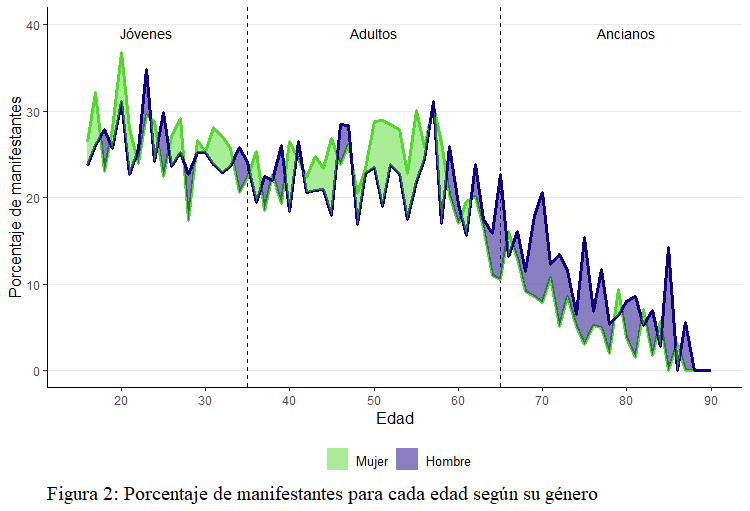 Jóvenes Adultos Ancianos
40
30
20
10
0
Porcentaje de manifestantes
20 30 40 50 60 70 80 90
Edad
Mujer Hombre
Figura 2: Porcentaje de manifestantes para cada edad según su género